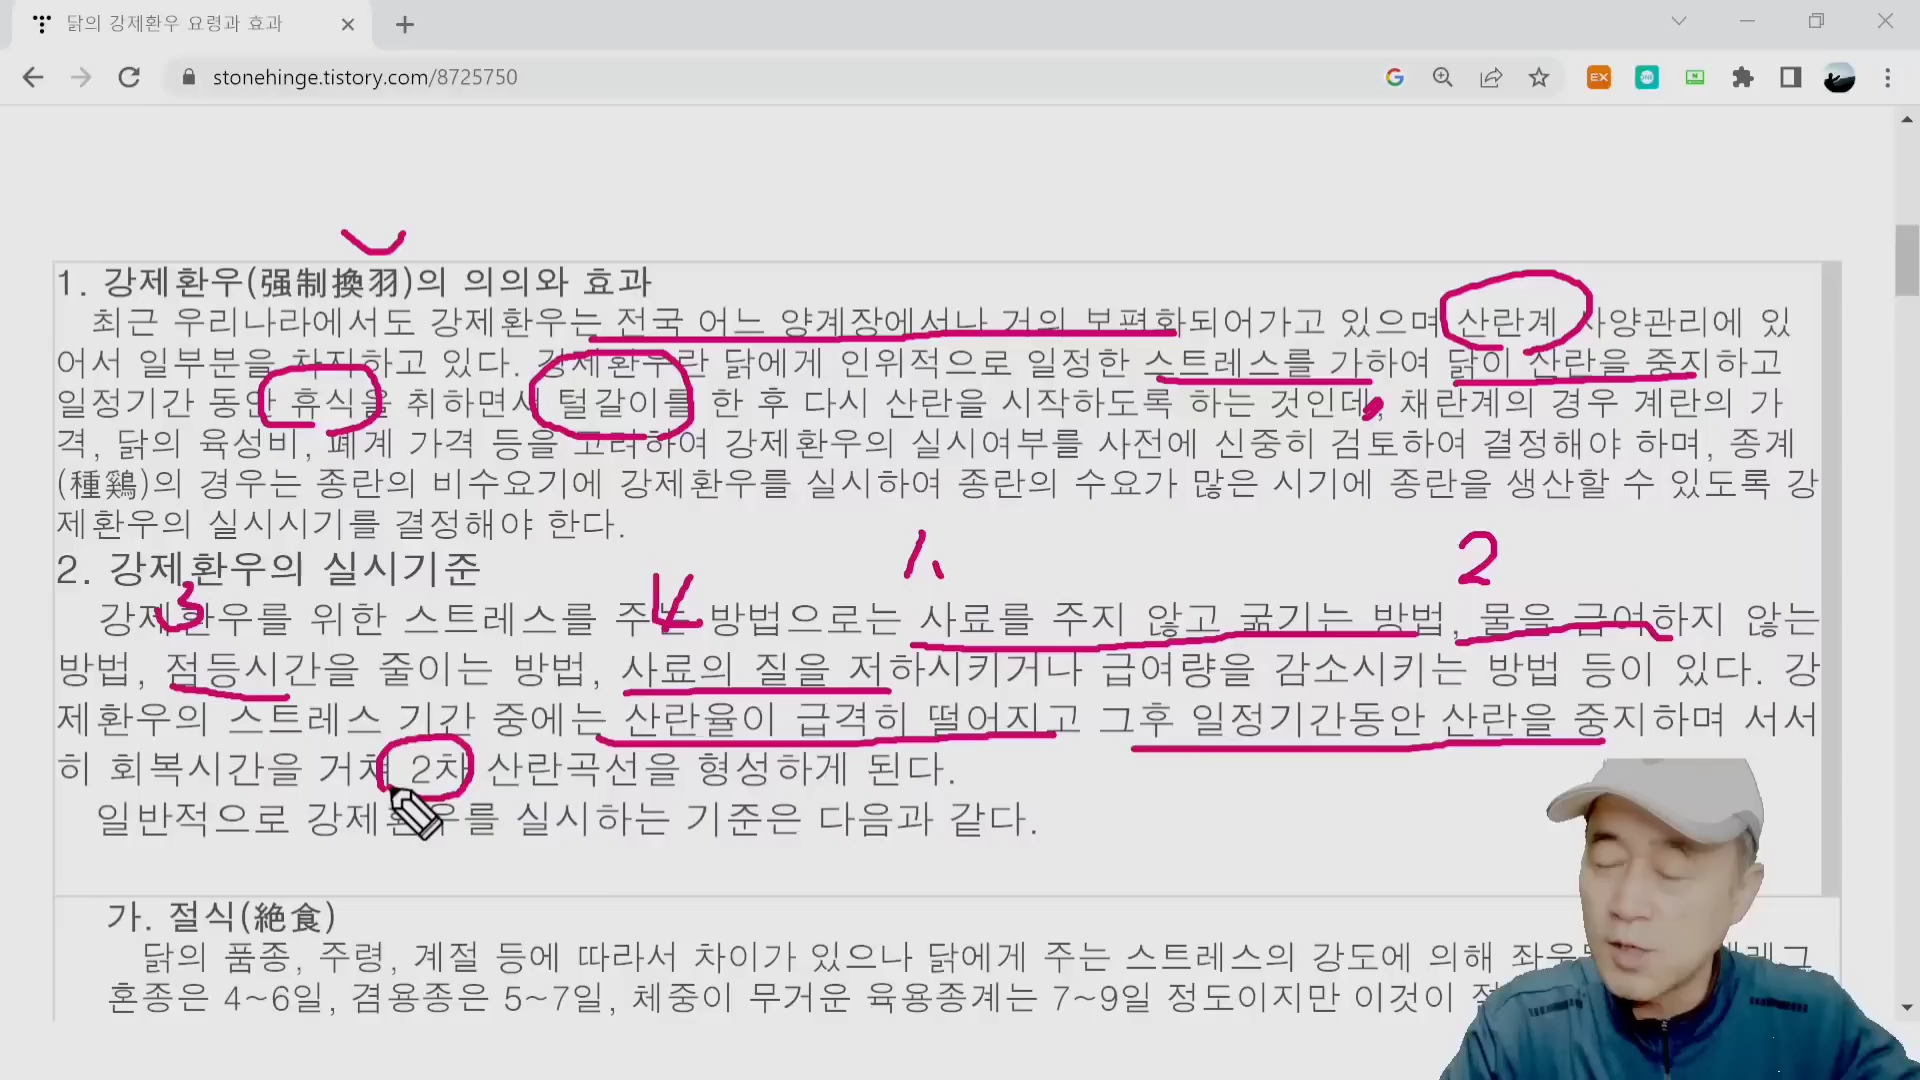 닭의 강제환우 요령과 효과
stonehinge.tistory.com/8725750
EX
1. 강제환우(强制換羽)의 의의와 효과
최근 우리나라에서도 강제환우는 전국 어느 양계장에서나 거의 보편화되어가고 있으며 산란계 사양관리에 있
어서 일부분을 차지하고 있다. 강제환우란 닭에게 인위적으로 일정한 스트레스를 가하여 닭이 산란을 중지하고
일정기간 동안 휴식을 취하면서 털갈이를 한 후 다시 산란을 시작하도록 하는 것인데, 채란계의 경우 계란의 가
격, 닭의 육성비, 폐계 가격 등을 고려하여 강제환우의 실시여부를 사전에 신중히 검토하여 결정해야 하며, 종계
(種鷄)의 경우는 종란의 비수요기에 강제환우를 실시하여 종란의 수요가 많은 시기에 종란을 생산할 수 있도록 강
제환우의 실시시기를 결정해야 한다.
1.
2
2. 강제환우의 실시기준
3
강제환우를 위한 스트레스를 주는 방법으로는 사료를 주지 않고 굶기는 방법, 물을 급여하지 않는
방법, 점등시간을 줄이는 방법, 사료의 질을 저하시키거나 급여량을 감소시키는 방법 등이 있다. 강
제환우의 스트레스 기간 중에는 산란율이 급격히 떨어지고 그후 일정기간동안 산란을 중지하며 서서
히 회복시간을 거쳐 2차 산란곡선을 형성하게 된다.
일반적으로 강제환우를 실시하는 기준은 다음과 같다.
가. 절식(絶食)
닭의 품종, 주령, 계절 등에 따라서 차이가 있으나 닭에게 주는 스트레스의 강도에 의해
혼종은 4~6일, 겸용종은 5~7일, 체중이 무거운 육용종계는 7~9일 정도이지만 이것이